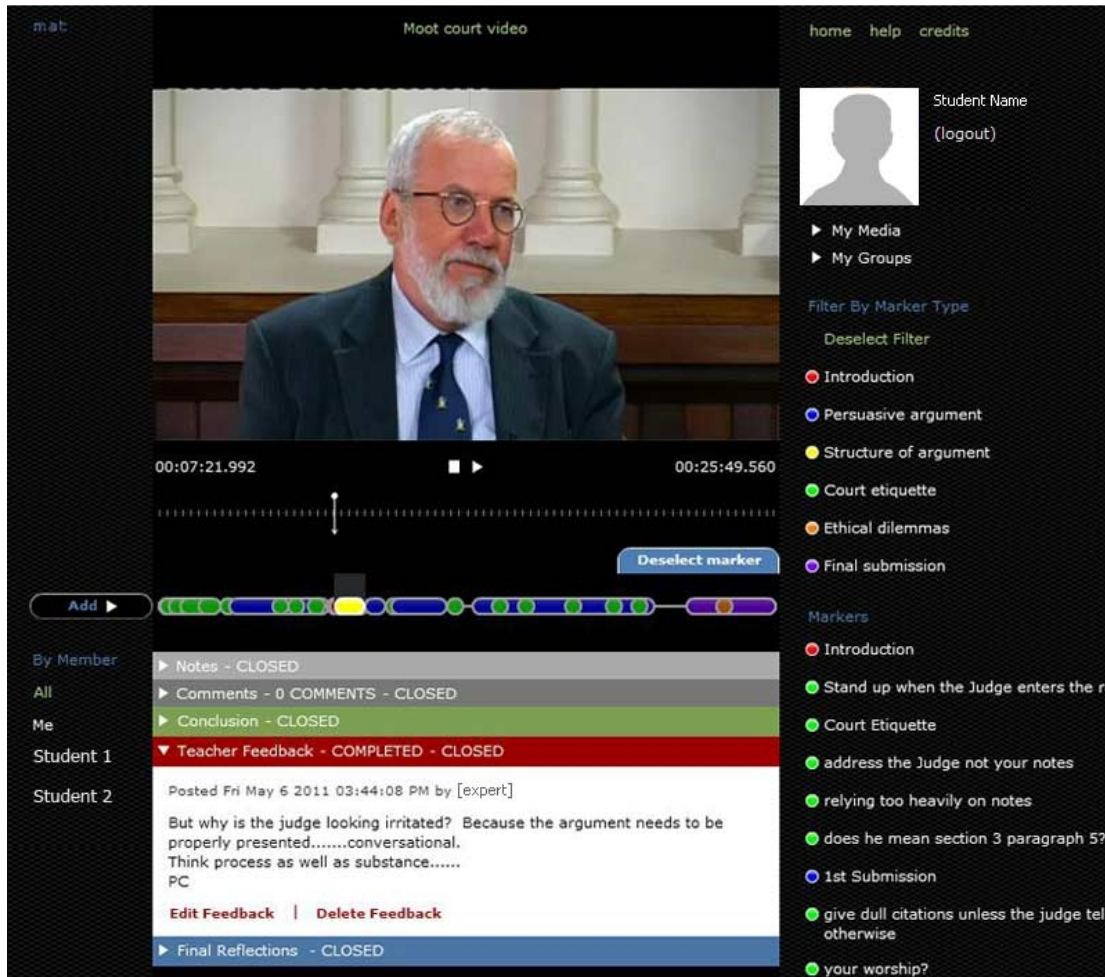 mat
Moot court video
home help credits
Student Name
(logout)
My Media
My Groups
Filter By Marker Type
Deselect Filter
Introduction
Persuasive argument
Structure of argument
Court etiquette
Ethical dilemmas
Final submission
00:07:21.992
00:25:49.560
Deselect marker
Add
By Member
All
Me
Student 1
Student 2
Notes - CLOSED
Comments - 0 COMMENTS - CLOSED
Conclusion - CLOSED
Teacher Feedback - COMPLETED - CLOSED
Posted Fri May 6 2011 03:44:08 PM by [expert]
But why is the judge looking irritated? Because the argument needs to be
properly presented.......conversational.
Think process as well as substance......
PC
Edit Feedback | Delete Feedback
Final Reflections - CLOSED
Markers
Introduction
Stand up when the Judge enters the r
Court Etiquette
address the Judge not your notes
relying too heavily on notes
does he mean section 3 paragraph 5?
1st Submission
give dull citations unless the judge tel
otherwise
your worship?